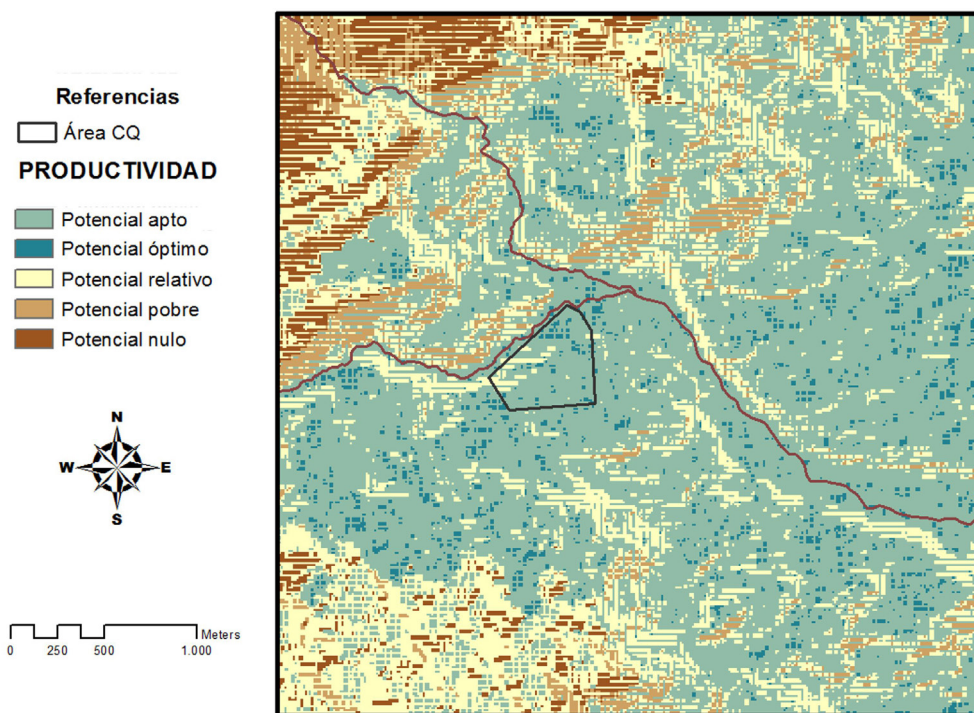 Referencias
Área CQ
PRODUCTIVIDAD
Potencial apto
Potencial óptimo
Potencial relativo
Potencial pobre
Potencial nulo
N
W E
S
Meters
0 250 500 1.000